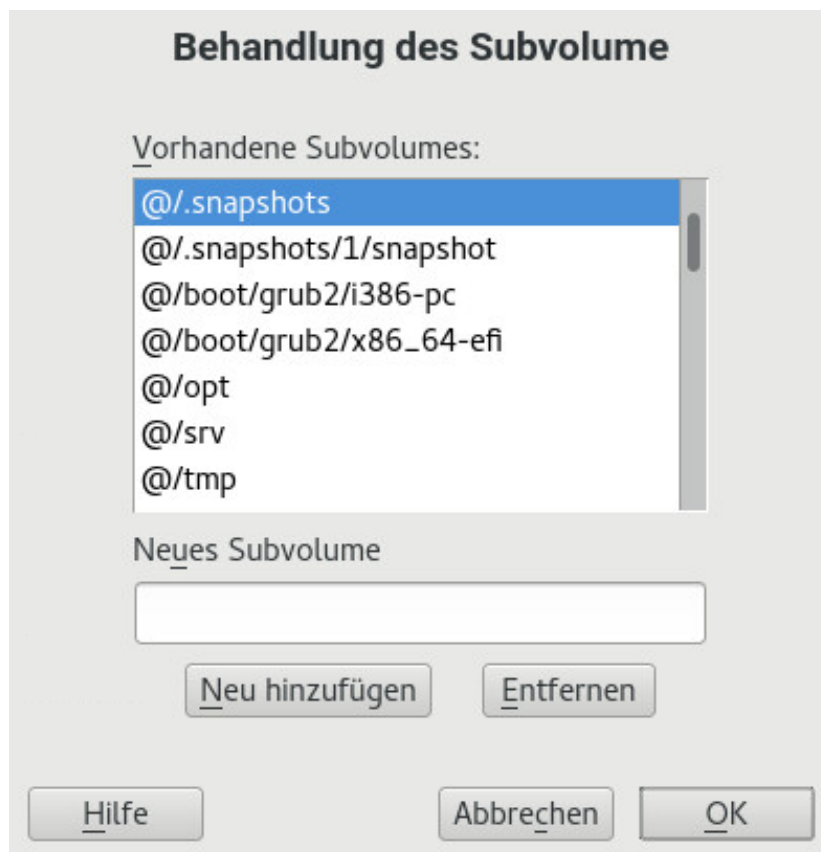 Behandlung des Subvolume
Vorhandene Subvolumes:
@/.snapshots
@/.snapshots/1/snapshot
@/boot/grub2/i386-pc
@/boot/grub2/x86_64-efi
@/opt
@/srv
@/tmp
Neues Subvolume
Neu hinzufügen Entfernen
Hilfe Abbrechen OK